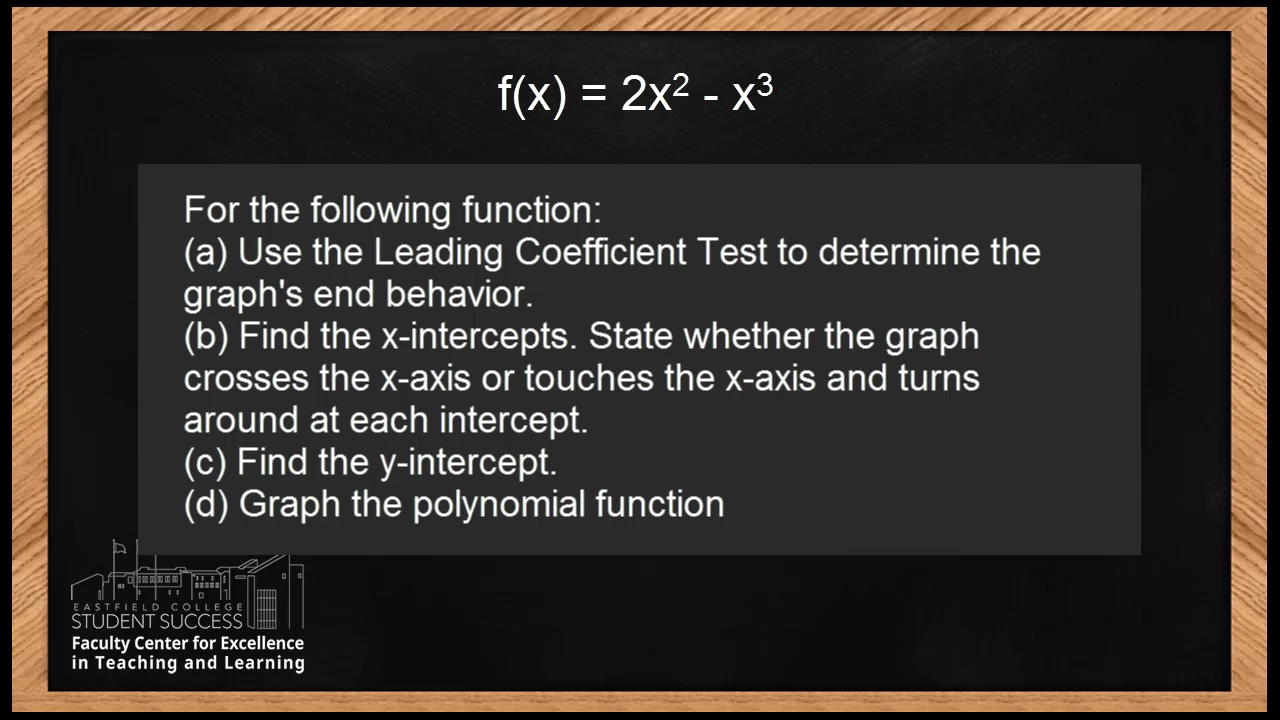 f(x) = 2x² - x³
For the following function:
(a) Use the Leading Coefficient Test to determine the
graph's end behavior.
(b) Find the x-intercepts. State whether the graph
crosses the x-axis or touches the x-axis and turns
around at each intercept.
(c) Find the y-intercept.
(d) Graph the polynomial function
EASTFIELD COLLEGE
STUDENT SUCCESS
Faculty Center for Excellence
in Teaching and Learning